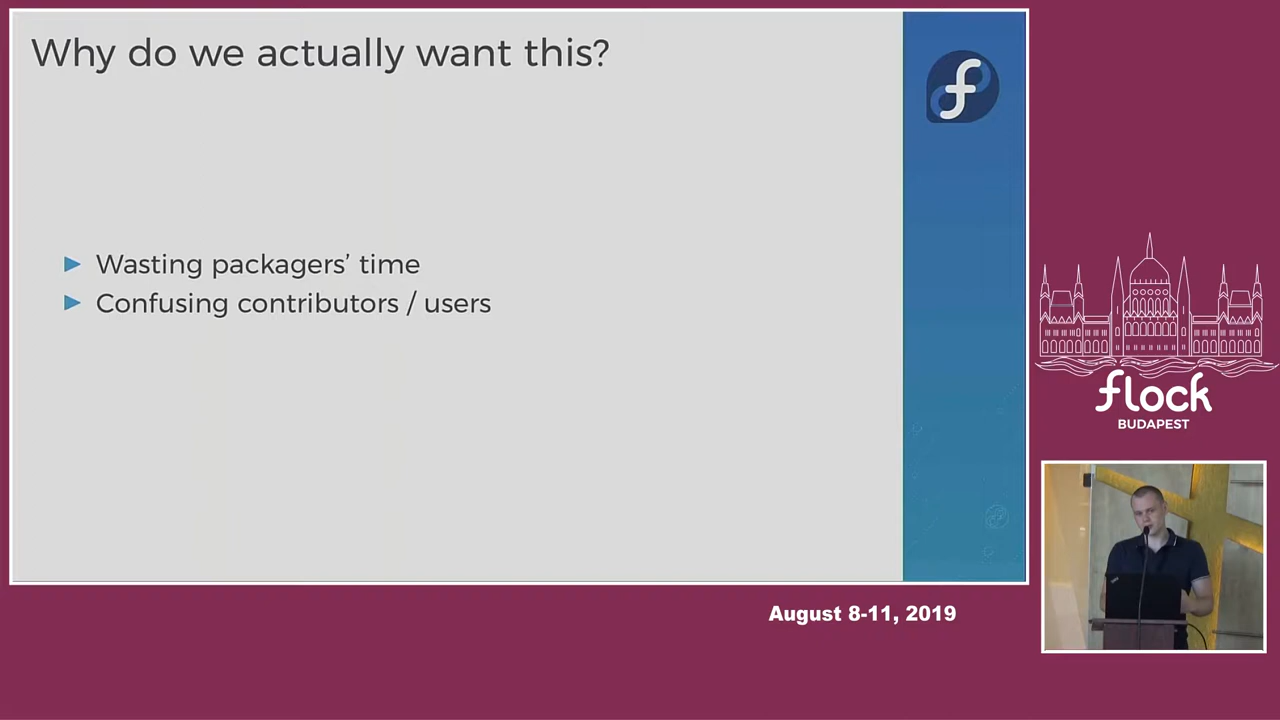 Why do we actually want this?
Wasting packagers’ time
Confusing contributors / users
flock
BUDAPEST
August 8-11, 2019